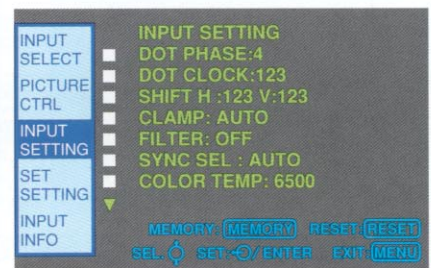 INPUT
SELECT
PICTURE
CTRL
INPUT
SETTING
SET
SETTING
INPUT
INFO
INPUT SETTING
DOT PHASE:4
DOT CLOCK:123
SHIFT H :123 V:123
CLAMP: AUTO
FILTER: OFF
SYNC SEL : AUTO
COLOR TEMP: 6500
MEMORY: MEMORY RESET: RESET
SEL. SET: / ENTER EXIT: MENU